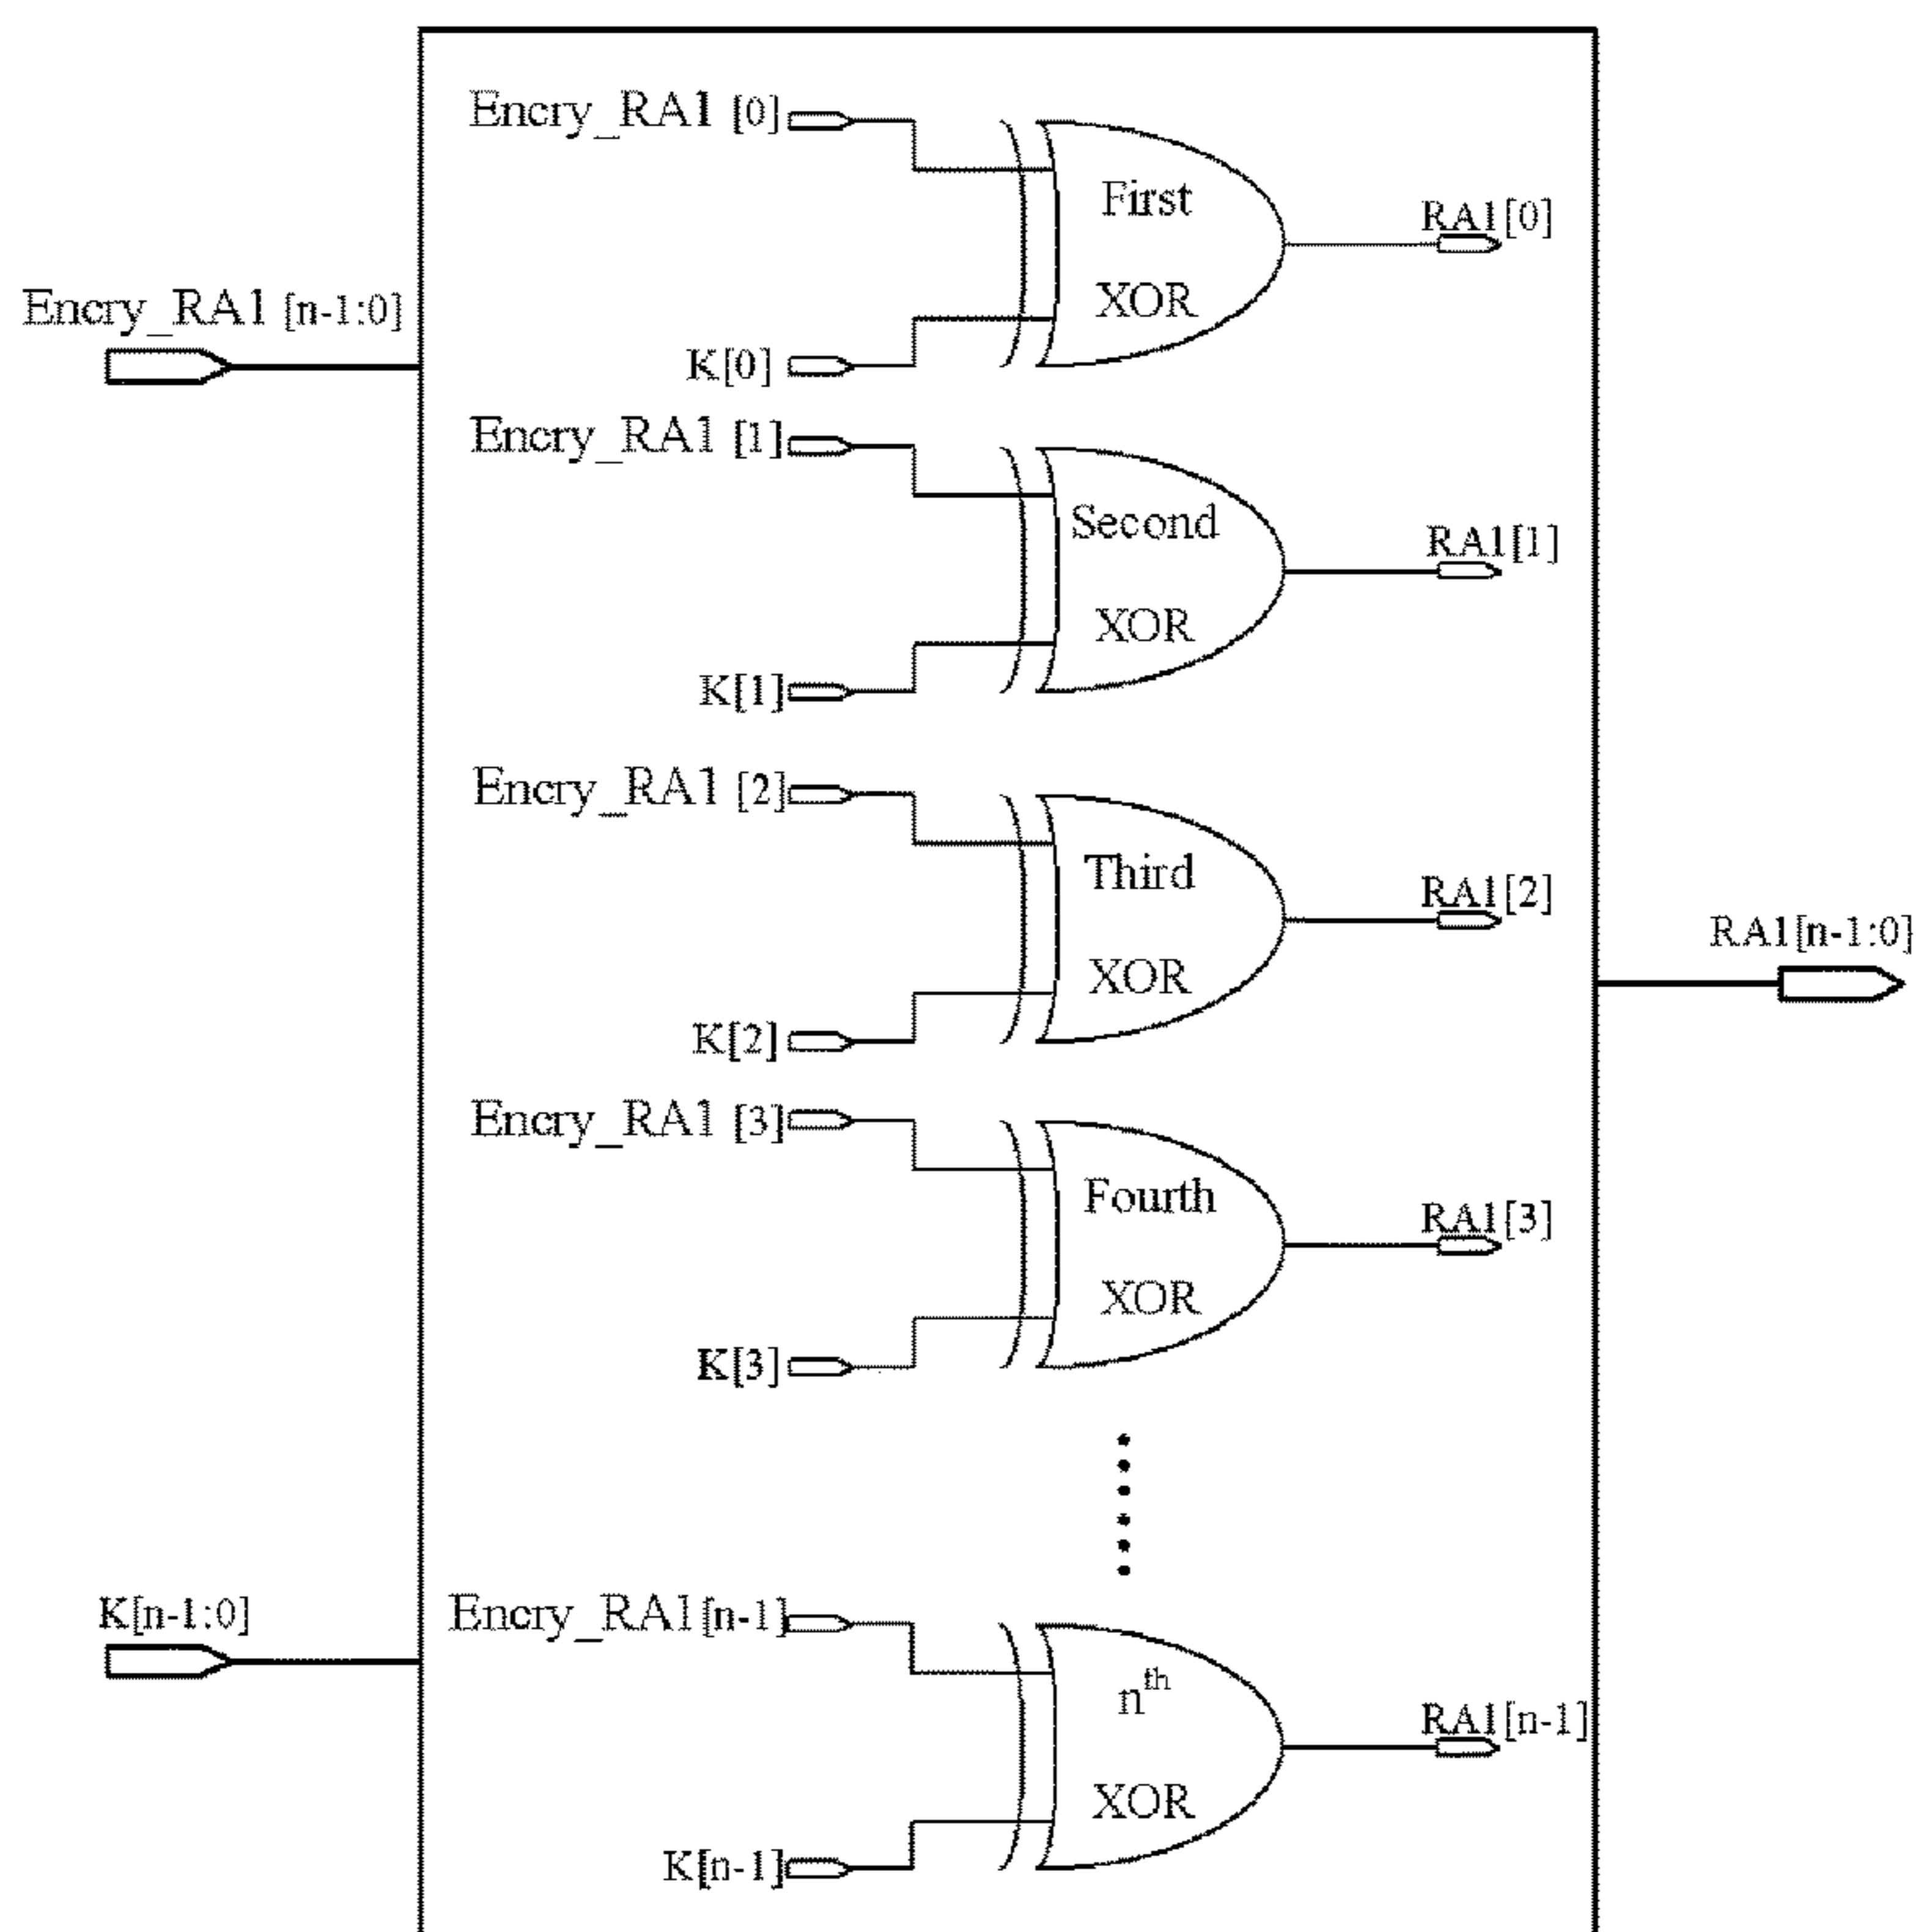 Encry_RA1 [n-1:0]
K[n-1:0]
Encry_RA1 [0]
K[0]
First
XOR
RA1[0]
Encry_RA1 [1]
K[1]
Second
XOR
RA1[1]
Encry_RA1 [2]
K[2]
Third
XOR
RA1[2]
Encry_RA1 [3]
K[3]
Fourth
XOR
RA1[3]
Encry_RA1[n-1]
K[n-1]
nth
XOR
RA1[n-1]
RA1[n-1:0]